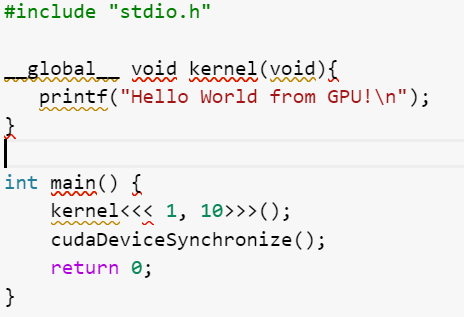 #include "stdio.h"
__global__ void kernel(void){
printf("Hello World from GPU!\n");
}
int main() {
kernel<<< 1, 10>>>();
cudaDeviceSynchronize();
return 0;
}